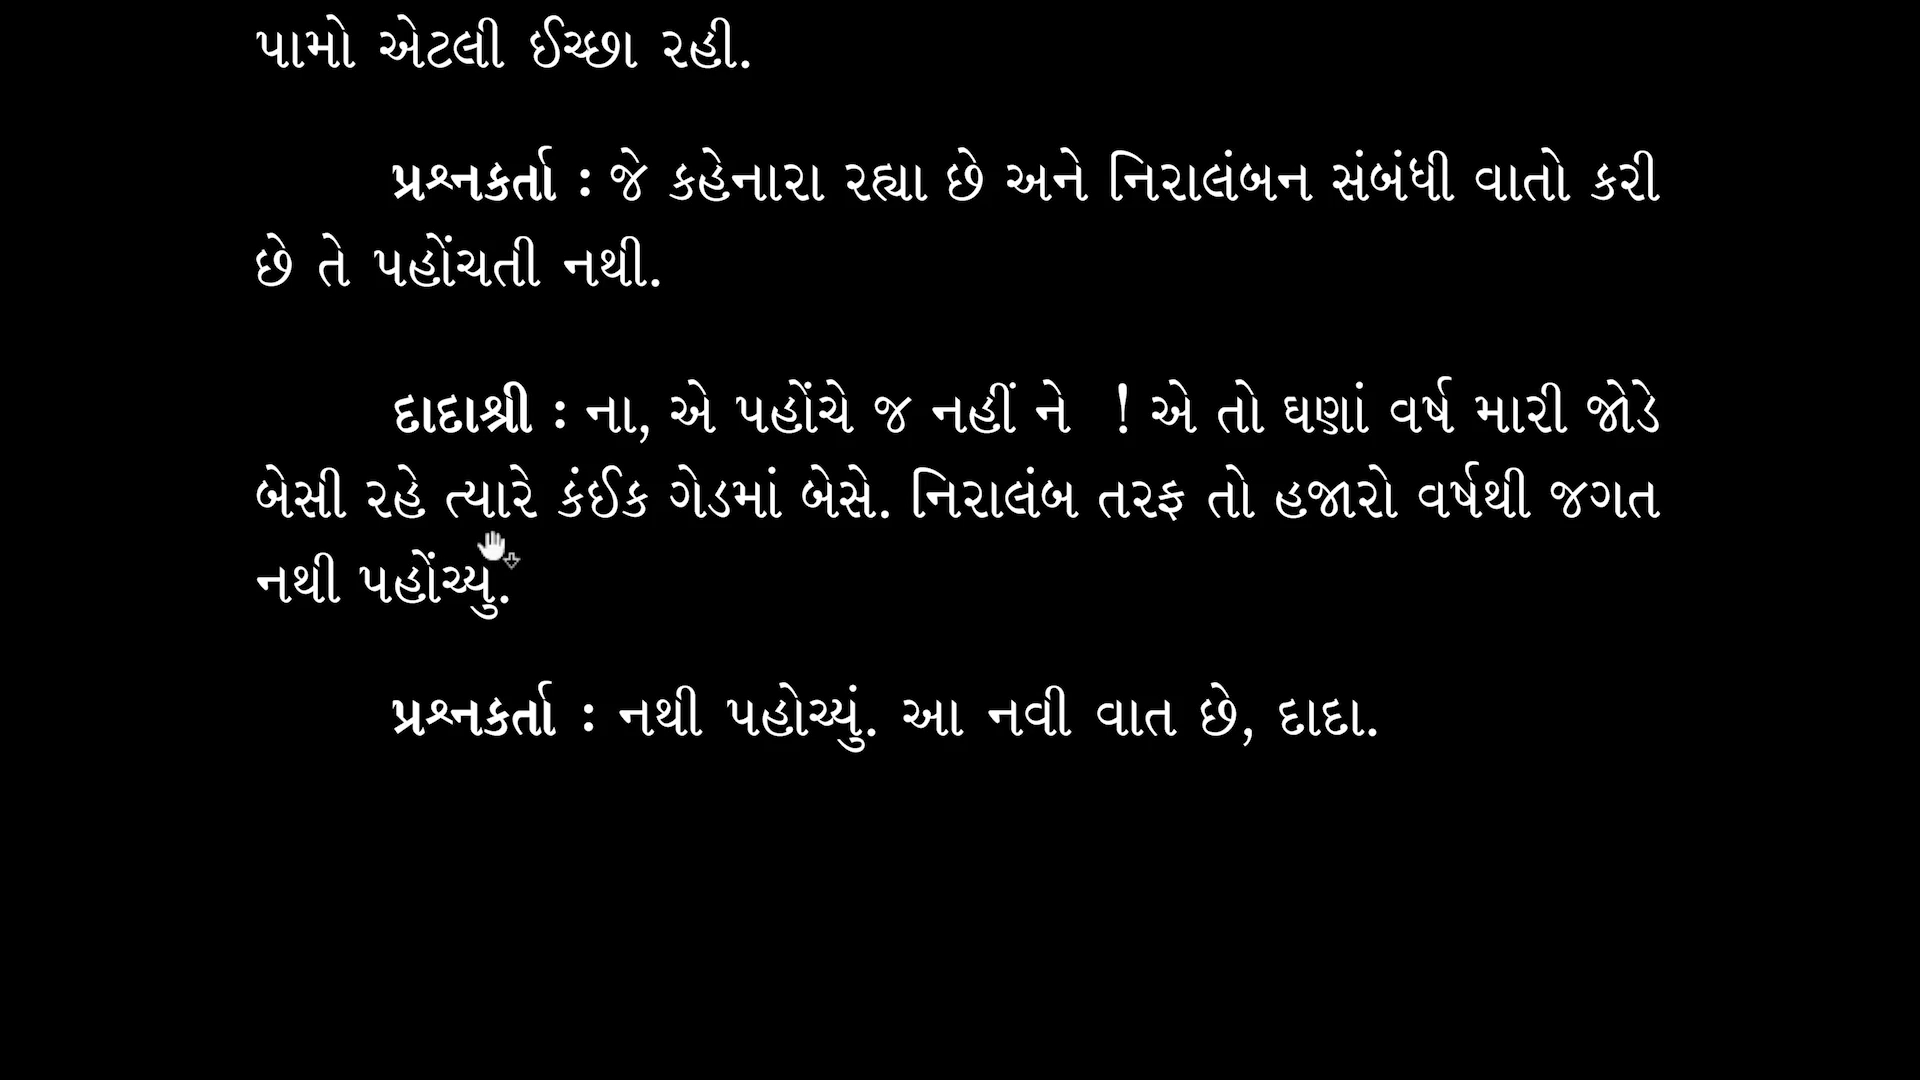 પામો એટલી ઈચ્છા રહી.
પ્રશ્નકર્તા : જે કહેનારા રહ્યા છે અને નિરાલંબન સંબંધી વાતો કરી
છે તે પહોંચતી નથી.
દાદાશ્રી : ના, એ પહોંચે જ નહીં ને ! એ તો ઘણાં વર્ષ મારી જોડે
બેસી રહે ત્યારે કંઈક ગેડમાં બેસે. નિરાલંબ તરફ તો હજારો વર્ષથી જગત
નથી પહોંચ્યુ.
પ્રશ્નકર્તા : નથી પહોચ્યું. આ નવી વાત છે, દાદા.